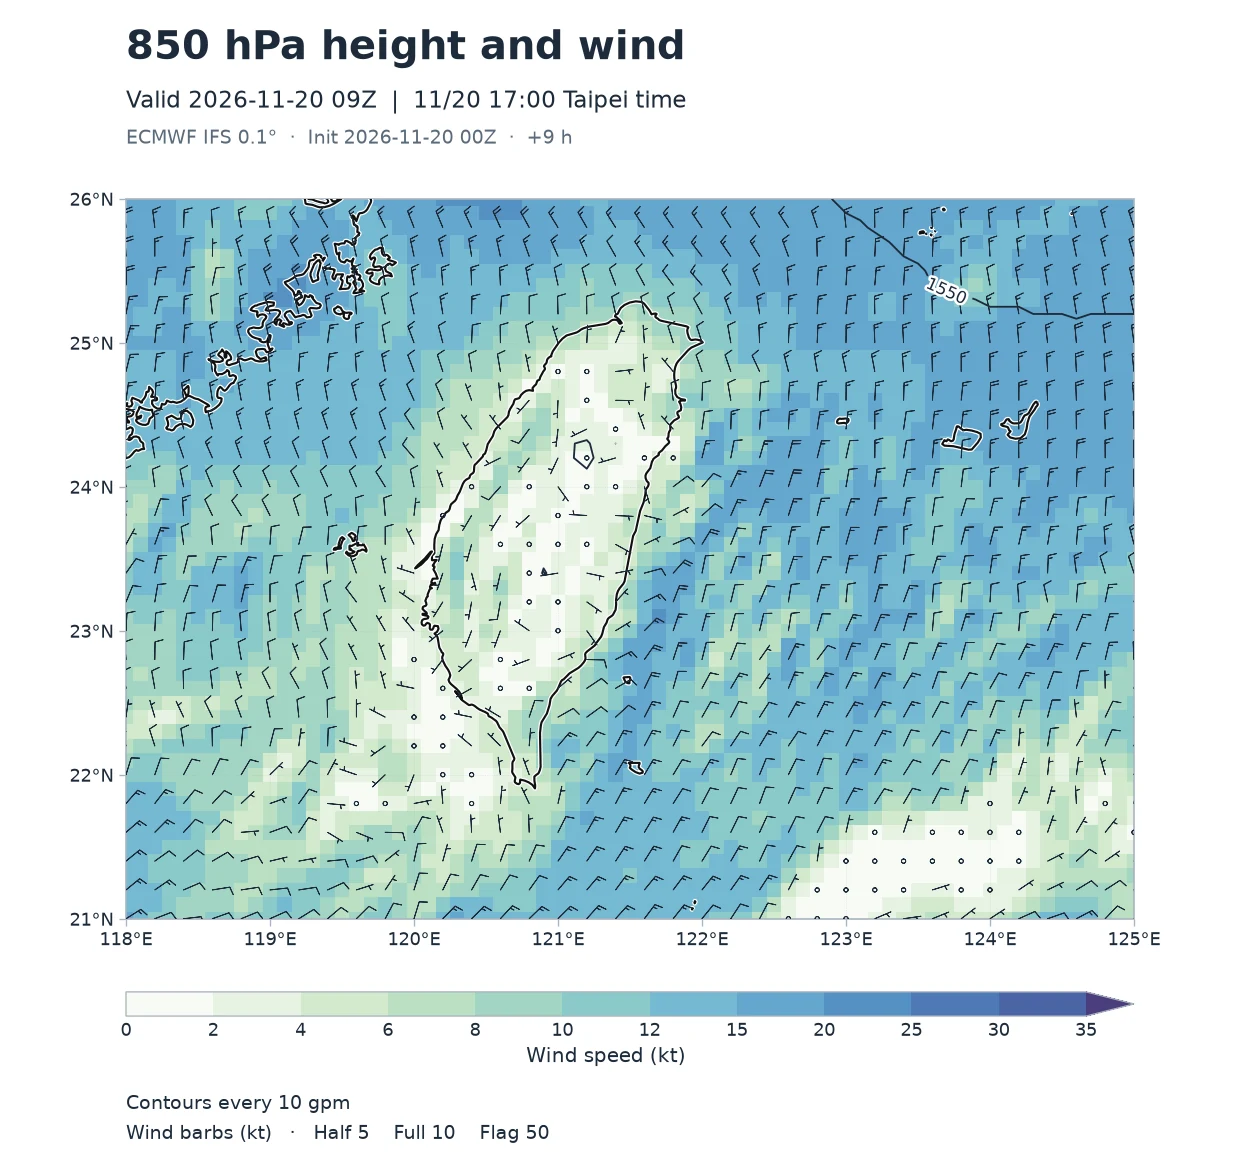 850 hPa height and wind
Valid 2026-11-20 09Z | 11/20 17:00 Taipei time
ECMWF IFS 0.1° · Init 2026-11-20 00Z · +9 h
26°N
25°N
24°N
23°N
22°N
21°N
1550
118°E 119°E 120°E 121°E 122°E 123°E 124°E 125°E
0 2 4 6 8 10 12 15 20 25 30 35
Wind speed (kt)
Contours every 10 gpm
Wind barbs (kt) · Half 5 Full 10 Flag 50